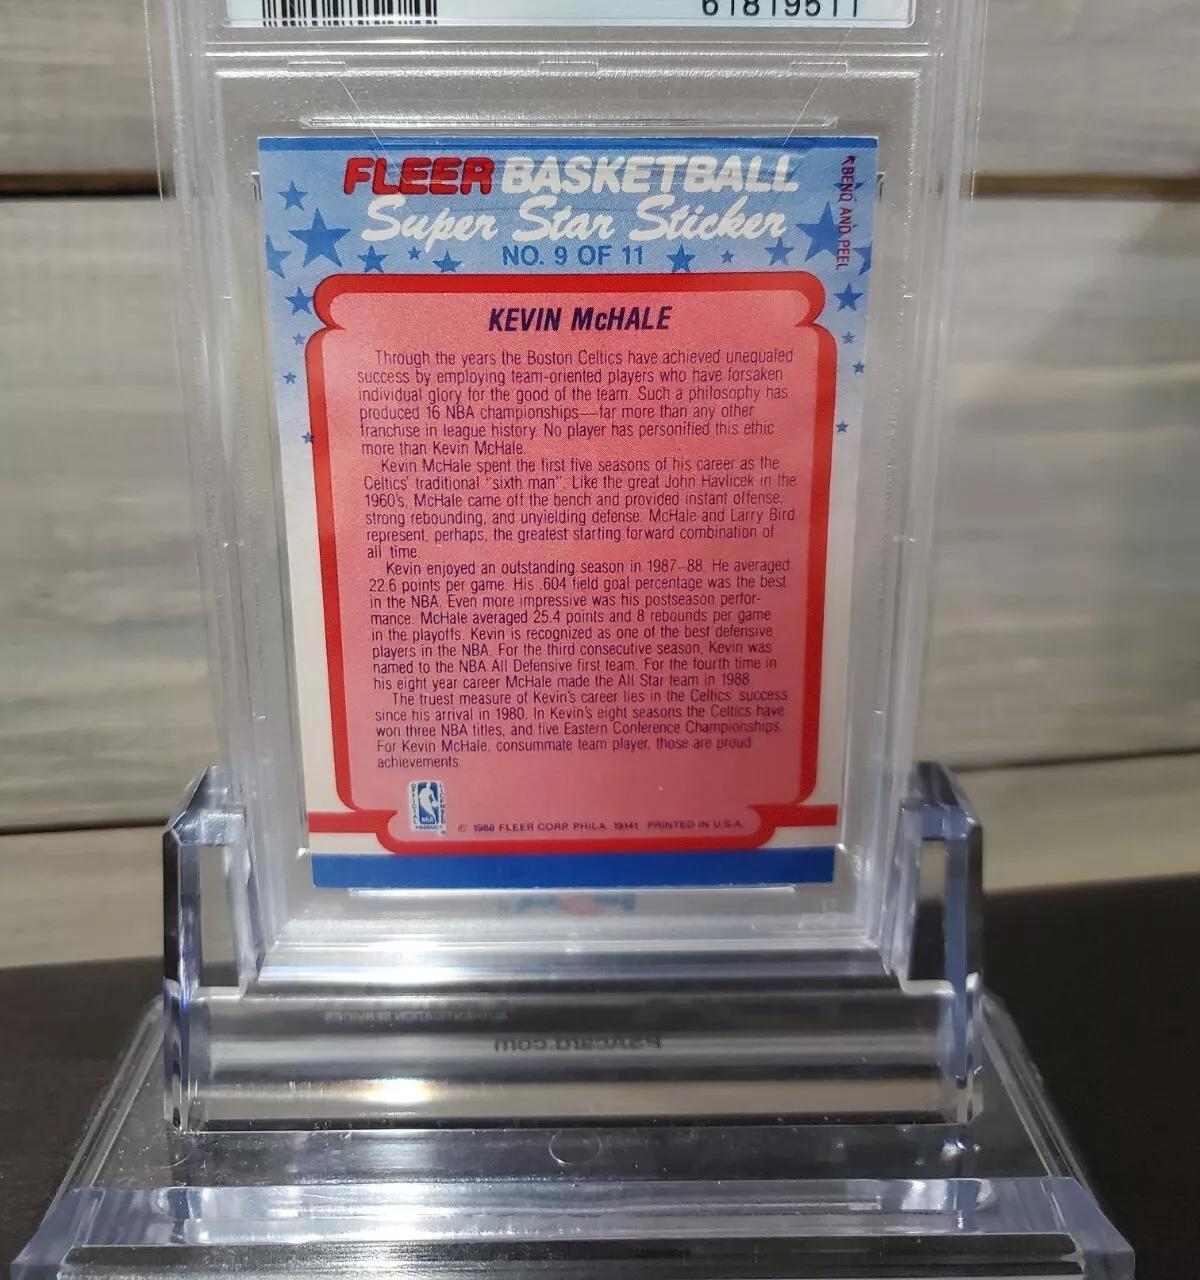 61819511
FLEER BASKETBALL
Super Star Sticker
NO. 9 OF 11
BEND AND PEEL
KEVIN McHALE
Through the years the Boston Celtics have achieved unequaled
success by employing team-oriented players who have forsaken
individual glory for the good of the team. Such a philosophy has
produced 16 NBA championships—far more than any other
franchise in league history. No player has personified this ethic
more than Kevin McHale.
Kevin McHale spent the first five seasons of his career as the
Celtics' traditional "sixth man". Like the great John Havlicek in the
1960's, McHale came off the bench and provided instant offense,
strong rebounding, and unyielding defense. McHale and Larry Bird
represent, perhaps, the greatest starting forward combination of
all time.
Kevin enjoyed an outstanding season in 1987-88. He averaged
22.6 points per game. His .604 field goal percentage was the best
in the NBA. Even more impressive was his postseason perfor-
mance. McHale averaged 25.4 points and 8 rebounds per game
in the playoffs. Kevin is recognized as one of the best defensive
players in the NBA. For the third consecutive season, Kevin was
named to the NBA All Defensive first team. For the fourth time in
his eight year career McHale made the All Star team in 1988.
The truest measure of Kevin's career lies in the Celtics' success
since his arrival in 1980. In Kevin's eight seasons the Celtics have
won three NBA titles, and five Eastern Conference Championships.
For Kevin McHale, consummate team player, those are proud
achievements.
OFFICIAL LICENSED
NBA
PRODUCT
© 1988 FLEER CORP. PHILA. 19141 PRINTED IN U.S.A.
AUTHENTICATION SERVICES
PSAcard.com